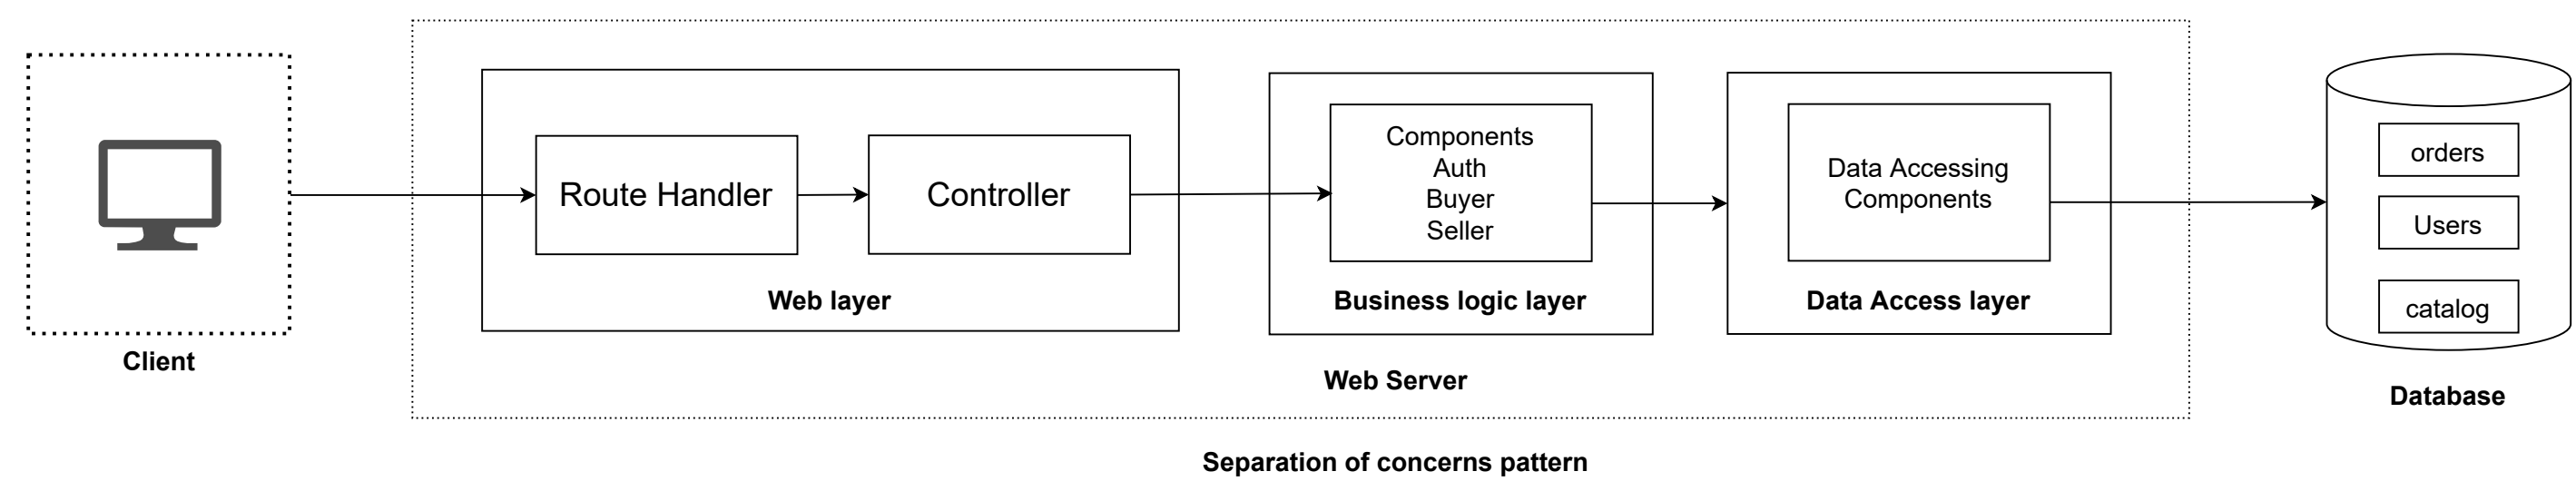 Client
Route Handler
Controller
Web layer
Components
Auth
Buyer
Seller
Business logic layer
Data Accessing
Components
Data Access layer
Web Server
orders
Users
catalog
Database
Separation of concerns pattern